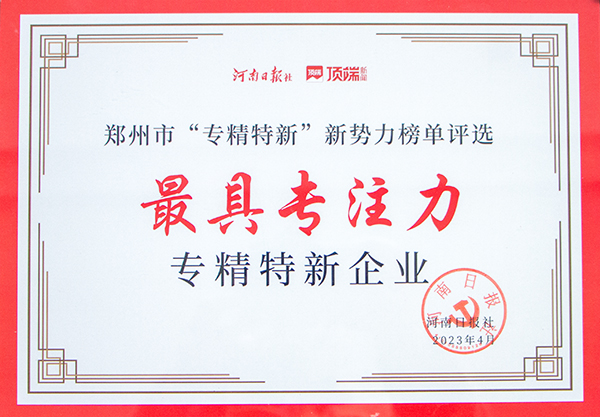 河南日报社 顶端新闻
郑州市“专精特新”新势力榜单评选
最具专注力
专精特新企业
河南日报社
河南日报社
2023年4月